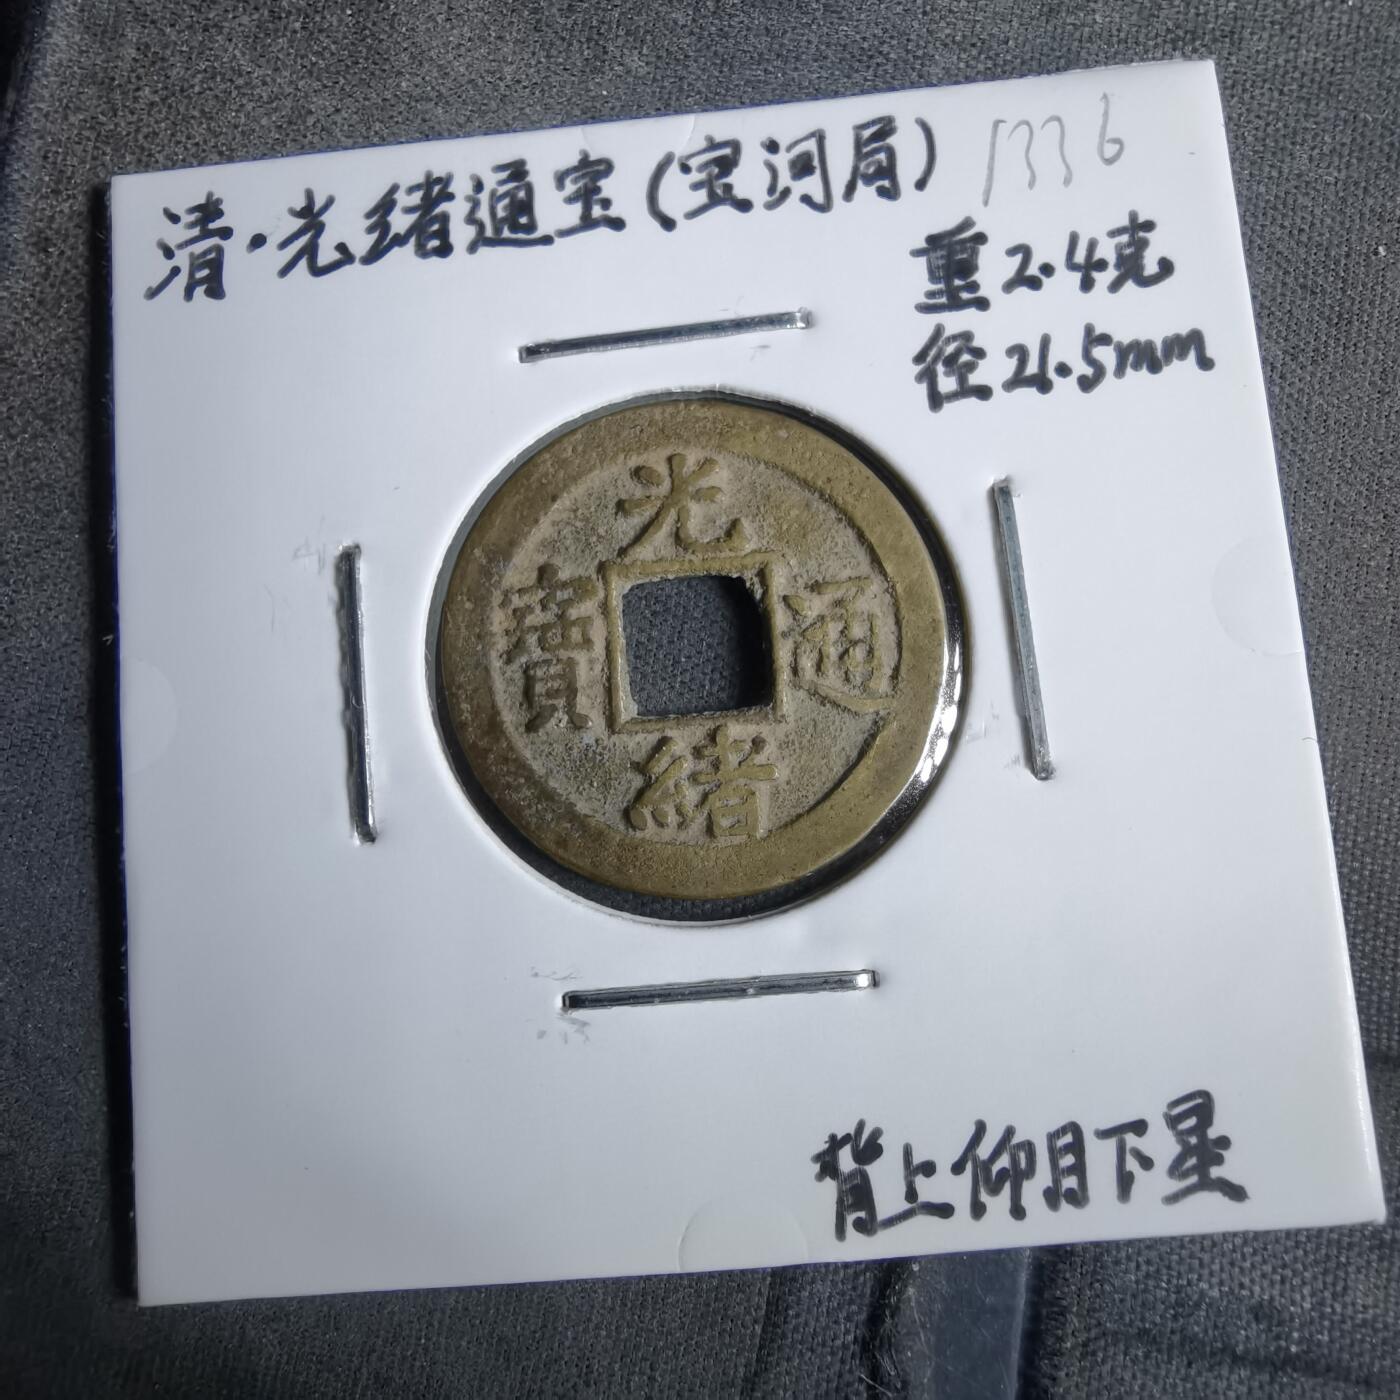 清·光绪通宝(宝河局) 1336
重2.4克
径21.5mm
光
寶 通
緒
背上仰月下星